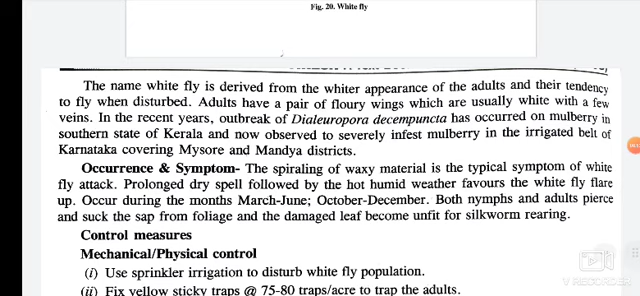 Fig. 20. White fly
The name white fly is derived from the whiter appearance of the adults and their tendency
to fly when disturbed. Adults have a pair of floury wings which are usually white with a few
veins. In the recent years, outbreak of Dialeuropora decempuncta has occurred on mulberry in
southern state of Kerala and now observed to severely infest mulberry in the irrigated belt of
Karnataka covering Mysore and Mandya districts.
Occurrence & Symptom- The spiraling of waxy material is the typical symptom of white
fly attack. Prolonged dry spell followed by the hot humid weather favours the white fly flare
up. Occur during the months March-June; October-December. Both nymphs and adults pierce
and suck the sap from foliage and the damaged leaf become unfit for silkworm rearing.
Control measures
Mechanical/Physical control
(i) Use sprinkler irrigation to disturb white fly population.
(ii) Fix yellow sticky traps @ 75-80 traps/acre to trap the adults.
V RECORDER